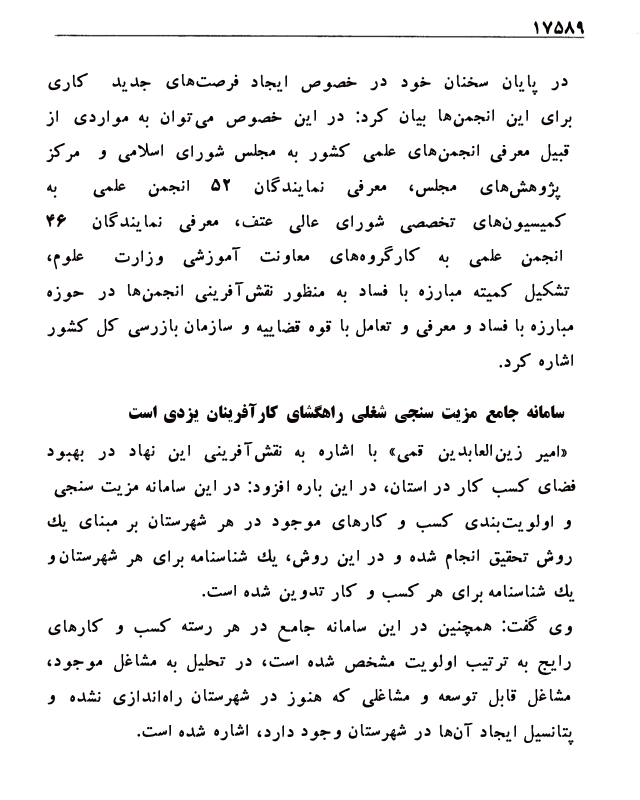 ۱۷۵۸۹
در پایان سخنان خود در خصوص ایجاد فرصت‌های جدید کاری
برای این انجمن‌ها بیان کرد: در این خصوص می‌توان به مواردی از
قبیل معرفی انجمن‌های علمی کشور به مجلس شورای اسلامی و مرکز
پژوهش‌های مجلس، معرفی نمایندگان ۵۲ انجمن علمی به
کمیسیون‌های تخصصی شورای عالی عتف، معرفی نمایندگان ۴۶
انجمن علمی به کارگروه‌های معاونت آموزشی وزارت علوم،
تشکیل کمیته مبارزه با فساد به منظور نقش‌آفرینی انجمن‌ها در حوزه
مبارزه با فساد و معرفی و تعامل با قوه قضاییه و سازمان بازرسی کل کشور
اشاره کرد.
سامانه جامع مزیت سنجی شغلی راهگشای کارآفرینان یزدی است
«امیر زین‌العابدین قمی» با اشاره به نقش‌آفرینی این نهاد در بهبود
فضای کسب کار در استان، در این باره افزود: در این سامانه مزیت سنجی
و اولویت‌بندی کسب و کارهای موجود در هر شهرستان بر مبنای یك
روش تحقیق انجام شده و در این روش، یك شناسنامه برای هر شهرستان و
یك شناسنامه برای هر کسب و کار تدوین شده است.
وی گفت: همچنین در این سامانه جامع در هر رسته کسب و کارهای
رایج به ترتیب اولویت مشخص شده است، در تحلیل به مشاغل موجود،
مشاغل قابل توسعه و مشاغلی که هنوز در شهرستان راه‌اندازی نشده و
پتانسیل ایجاد آن‌ها در شهرستان وجود دارد، اشاره شده است.